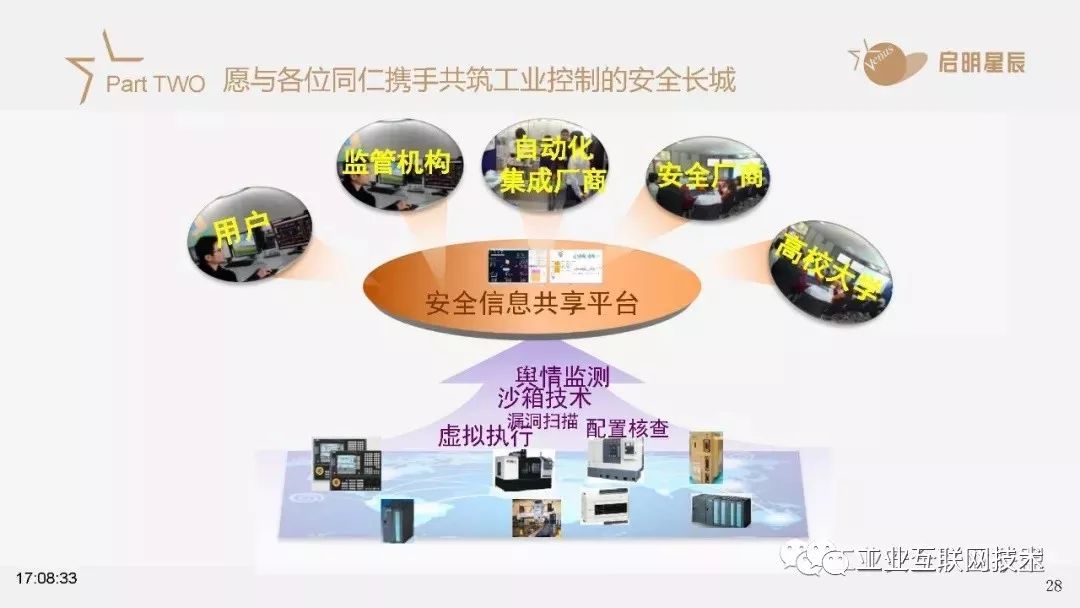 Part TWO 愿与各位同仁携手共筑工业控制的安全长城
Venus 启明星辰
用户
监管机构
自动化
集成厂商
安全厂商
高校大学
安全信息共享平台
舆情监测
沙箱技术
漏洞扫描
虚拟执行
配置核查
工业互联网技术
17:08:33
28